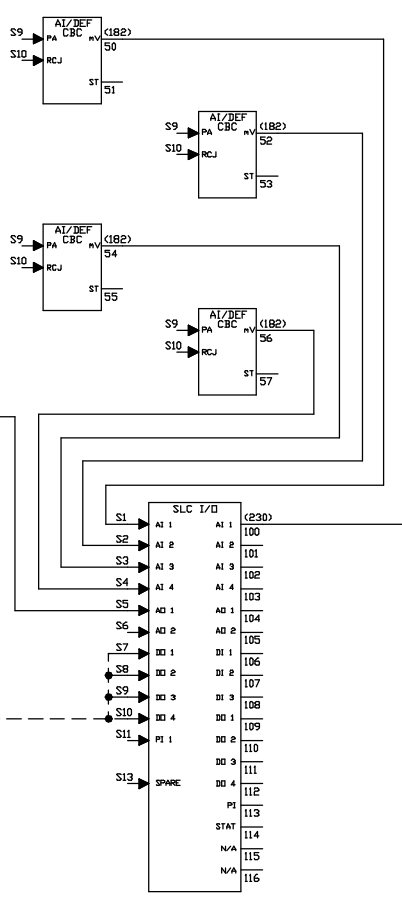 AI/DEF
CBC
S9 PA mV (182)
50
S10 RCJ
ST
51
AI/DEF
CBC
S9 PA mV (182)
52
S10 RCJ
ST
53
AI/DEF
CBC
S9 PA mV (182)
54
S10 RCJ
ST
55
AI/DEF
CBC
S9 PA mV (182)
56
S10 RCJ
ST
57
SLC I/O
S1 AI 1 AI 1 (230)
100
S2 AI 2 AI 2
101
S3 AI 3 AI 3
102
S4 AI 4 AI 4
103
S5 AO 1 AO 1
104
S6 AO 2 AO 2
105
S7 DO 1 DI 1
106
S8 DO 2 DI 2
107
S9 DO 3 DI 3
108
S10 DO 4 DO 1
109
S11 PI 1 DO 2
110
DO 3
111
S13 SPARE DO 4
112
PI
113
STAT
114
N/A
115
N/A
116